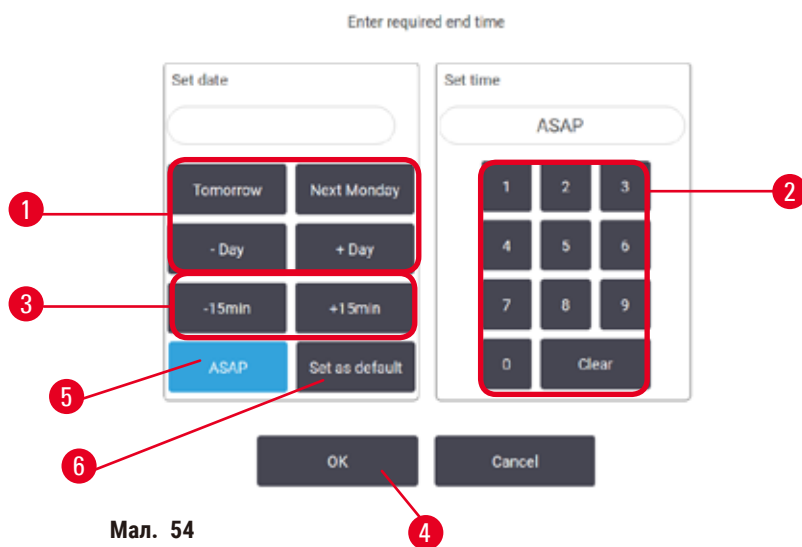 Enter required end time
Set date
Set time
ASAP
Tomorrow
Next Monday
- Day
+ Day
-15min
+15min
ASAP
Set as default
1
2
3
4
5
6
7
8
9
0
Clear
OK
Cancel
1
2
3
5
6
4
Мал. 54